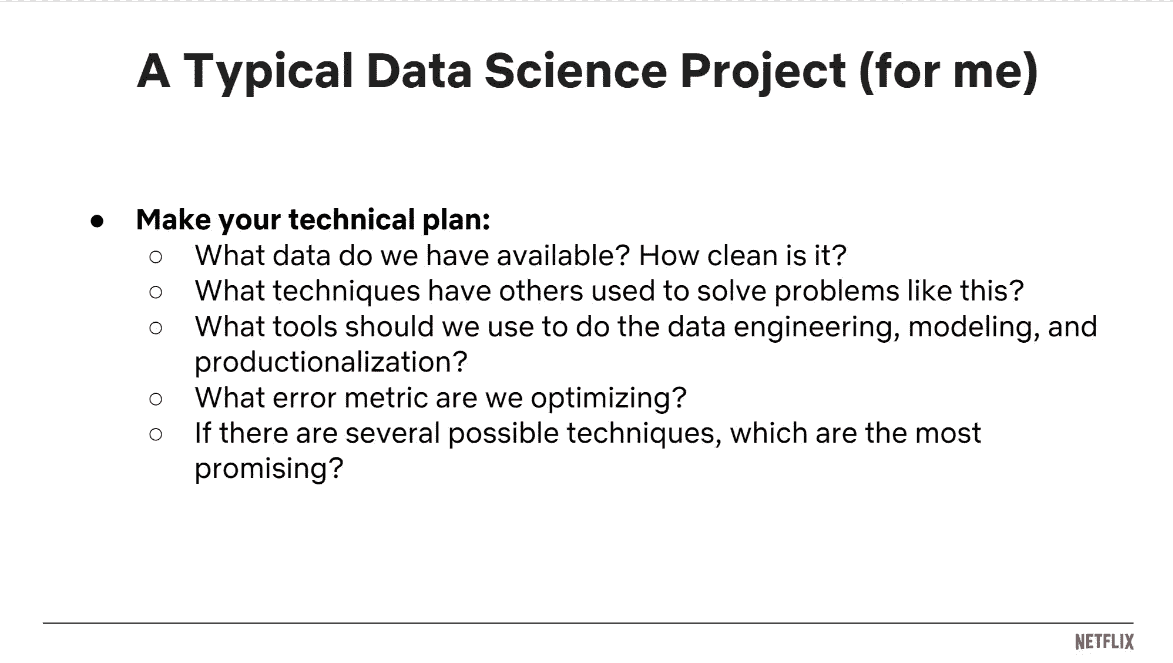 A Typical Data Science Project (for me)
● Make your technical plan:
○ What data do we have available? How clean is it?
○ What techniques have others used to solve problems like this?
○ What tools should we use to do the data engineering, modeling, and
productionalization?
○ What error metric are we optimizing?
○ If there are several possible techniques, which are the most
promising?
NETFLIX